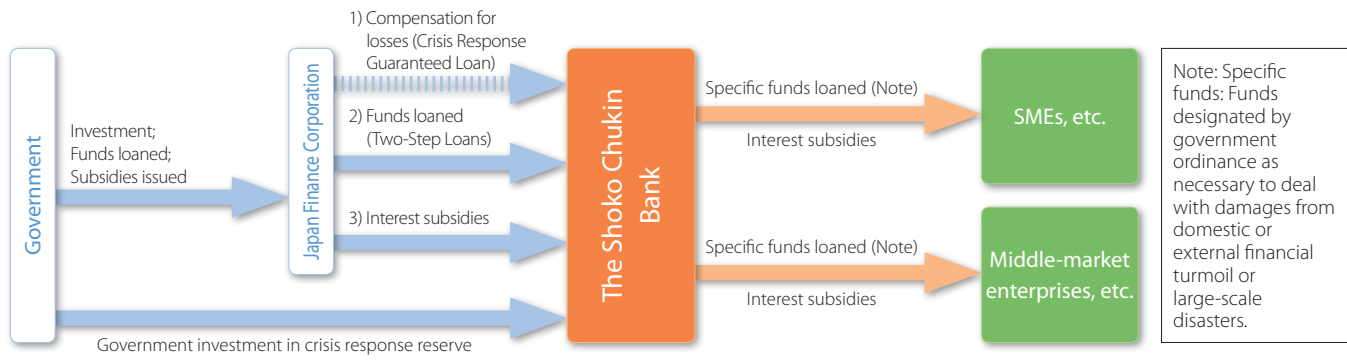 Government
Investment;
Funds loaned;
Subsidies issued
Japan Finance Corporation
1) Compensation for
losses (Crisis Response
Guaranteed Loan)
2) Funds loaned
(Two-Step Loans)
3) Interest subsidies
Government investment in crisis response reserve
The Shoko Chukin
Bank
Specific funds loaned (Note)
Interest subsidies
SMEs, etc.
Specific funds loaned (Note)
Interest subsidies
Middle-market
enterprises, etc.
Note: Specific
funds: Funds
designated by
government
ordinance as
necessary to deal
with damages from
domestic or
external financial
turmoil or
large-scale
disasters.